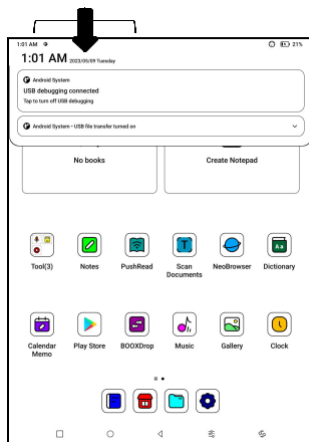 1:01 AM 21%
1:01 AM 2023/05/09 Tuesday
Android System
USB debugging connected
Tap to turn off USB debugging
Android System • USB file transfer turned on
No books Create Notepad
Tool(3) Notes PushRead Scan Documents NeoBrowser Dictionary
Calendar Memo Play Store BOOXDrop Music Gallery Clock